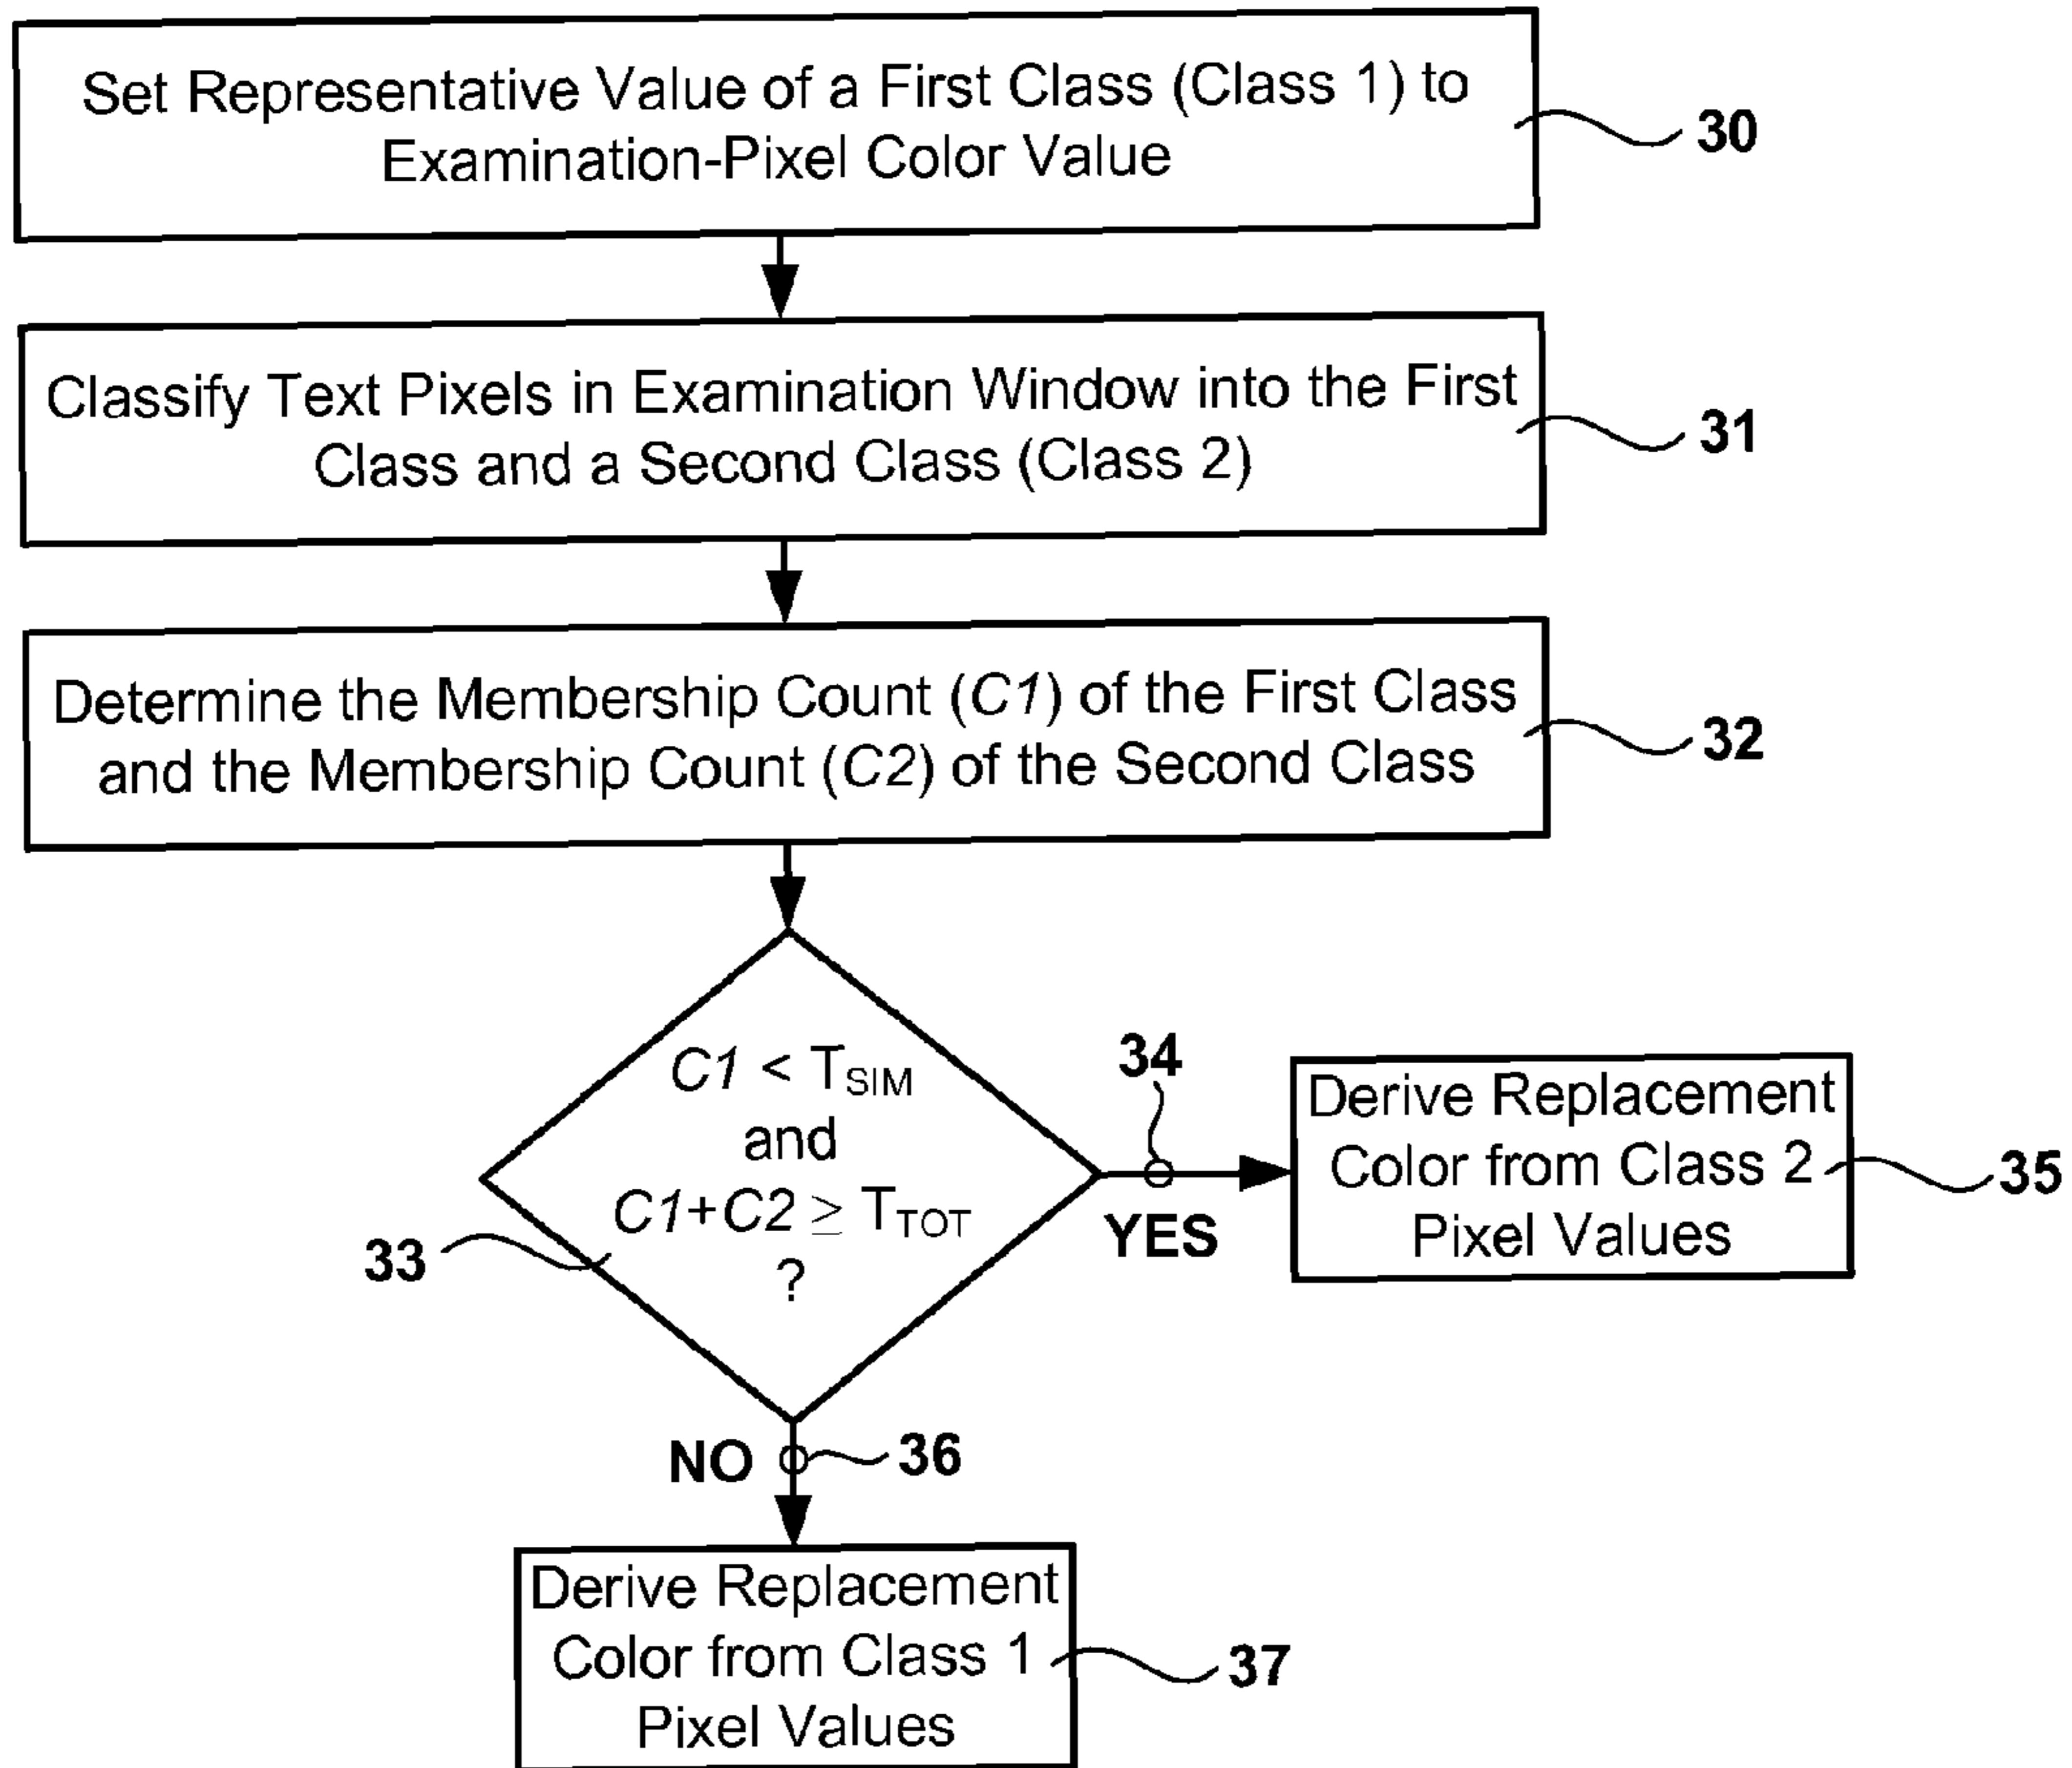 Set Representative Value of a First Class (Class 1) to
Examination-Pixel Color Value
30
Classify Text Pixels in Examination Window into the First
Class and a Second Class (Class 2)
31
Determine the Membership Count (C1) of the First Class
and the Membership Count (C2) of the Second Class
32
C1 < TSIM
and
C1+C2 ≥ TTOT
?
33
34
YES
Derive Replacement
Color from Class 2
Pixel Values
35
NO
36
Derive Replacement
Color from Class 1
Pixel Values
37